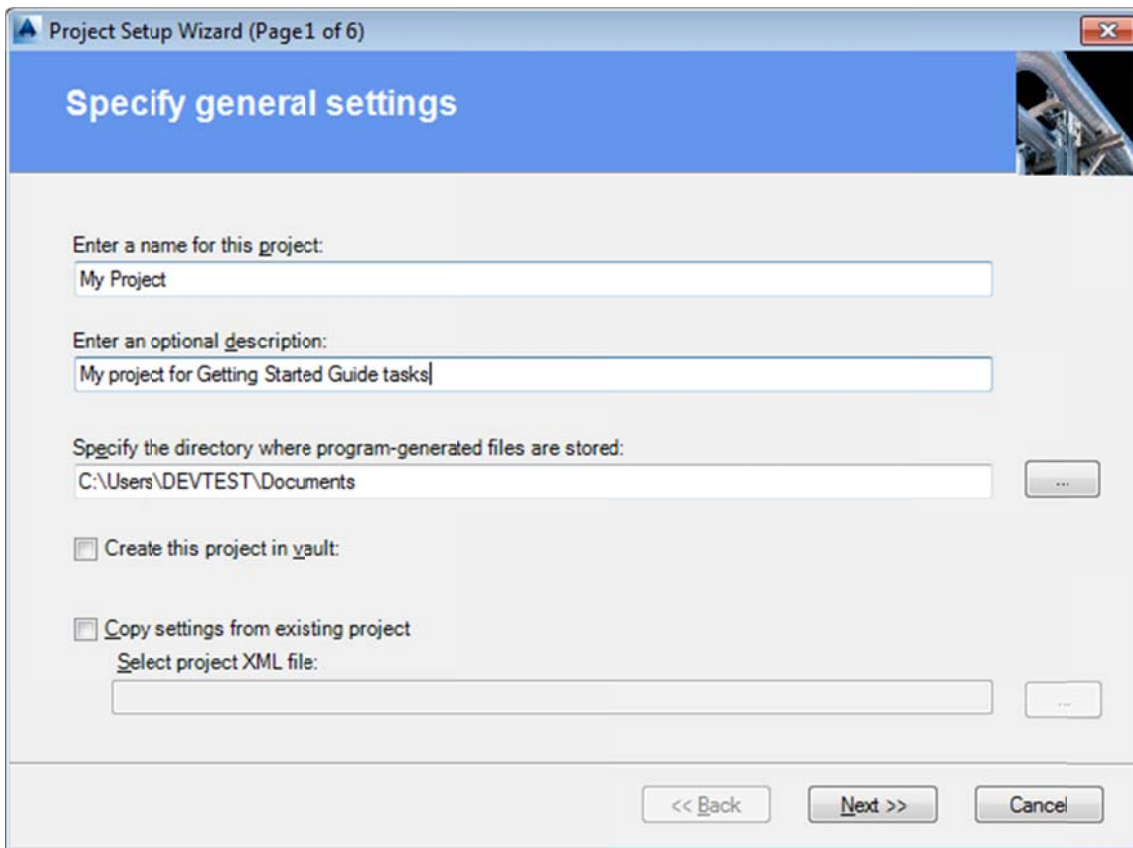 Project Setup Wizard (Page1 of 6)
Specify general settings
Enter a name for this project:
My Project
Enter an optional description:
My project for Getting Started Guide tasks
Specify the directory where program-generated files are stored:
C:\Users\DEVTEST\Documents
...
Create this project in vault:
Copy settings from existing project
Select project XML file:
...
<< Back
Next >>
Cancel